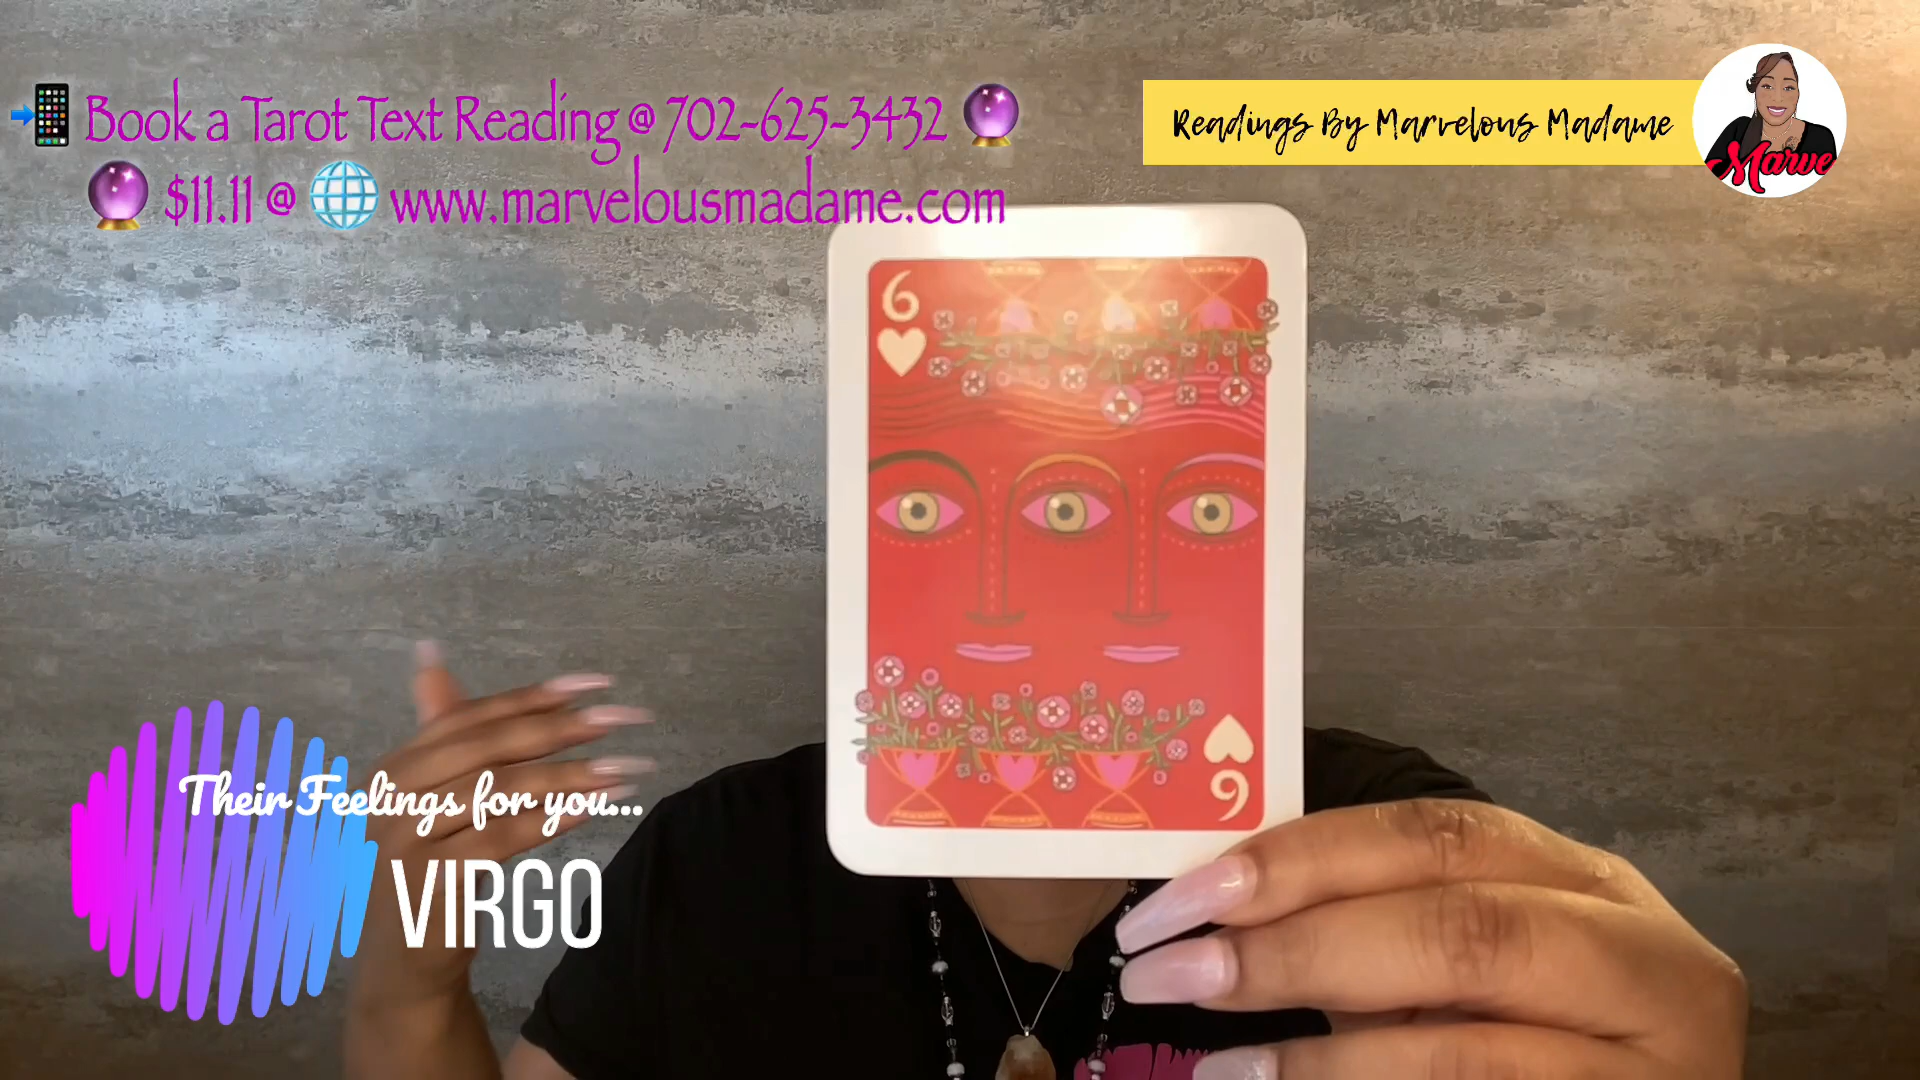 Book a Tarot Text Reading @ 702-625-3432
$11.11 @ www.marvelousmadame.com
Readings By Marvelous Madame
Marve
6
Their Feelings for you...
VIRGO
6